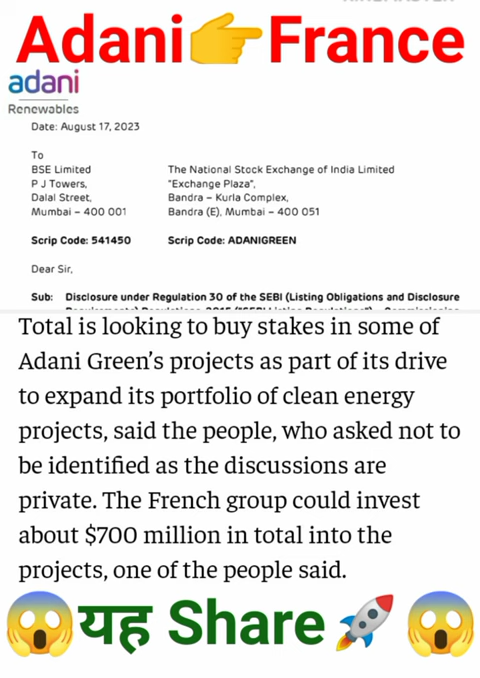 Adani👉France
adani
Renewables
Date: August 17, 2023
To
BSE Limited The National Stock Exchange of India Limited
P J Towers, "Exchange Plaza",
Dalal Street, Bandra – Kurla Complex,
Mumbai – 400 001 Bandra (E), Mumbai – 400 051
Scrip Code: 541450 Scrip Code: ADANIGREEN
Dear Sir,
Sub: Disclosure under Regulation 30 of the SEBI (Listing Obligations and Disclosure
Total is looking to buy stakes in some of
Adani Green's projects as part of its drive
to expand its portfolio of clean energy
projects, said the people, who asked not to
be identified as the discussions are
private. The French group could invest
about $700 million in total into the
projects, one of the people said.
😱यह Share🚀😱